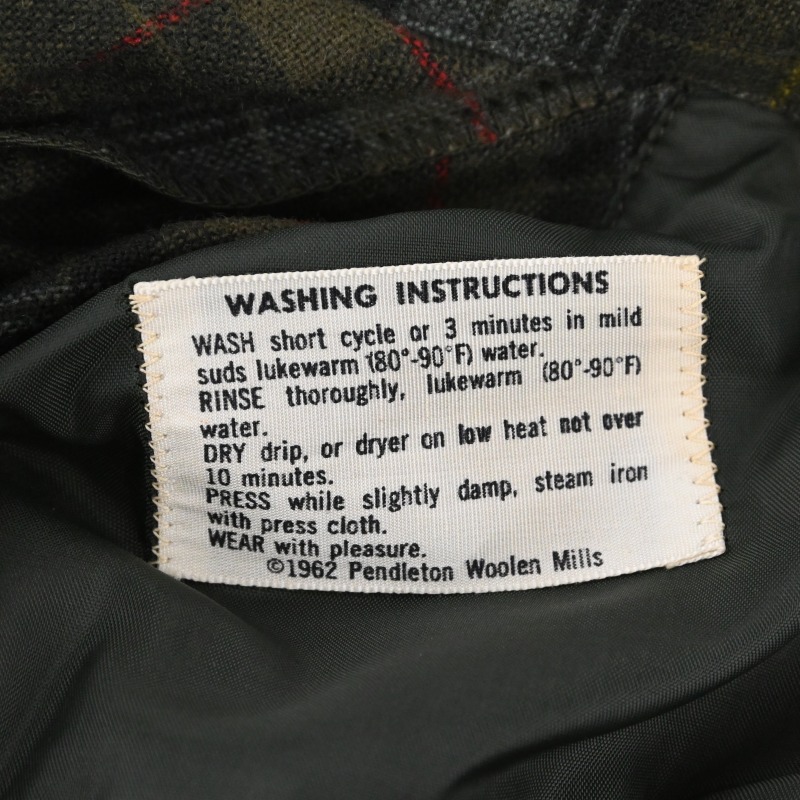 WASHING INSTRUCTIONS
WASH short cycle or 3 minutes in mild
suds lukewarm (80°-90°F) water.
RINSE thoroughly, lukewarm (80°-90°F)
water.
DRY drip, or dryer on low heat not over
10 minutes.
PRESS while slightly damp, steam iron
with press cloth.
WEAR with pleasure.
©1962 Pendleton Woolen Mills